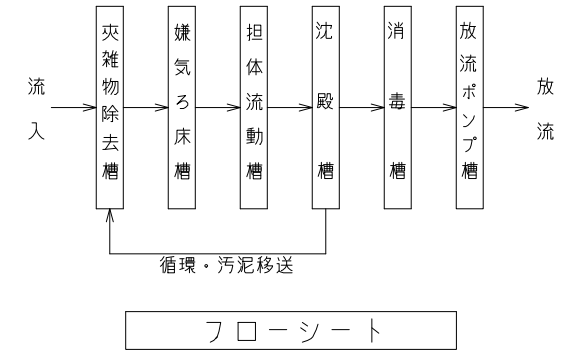 流入
夾雑物除去槽
嫌気ろ床槽
担体流動槽
沈殿槽
消毒槽
放流ポンプ槽
放流
循環・汚泥移送
フローシート